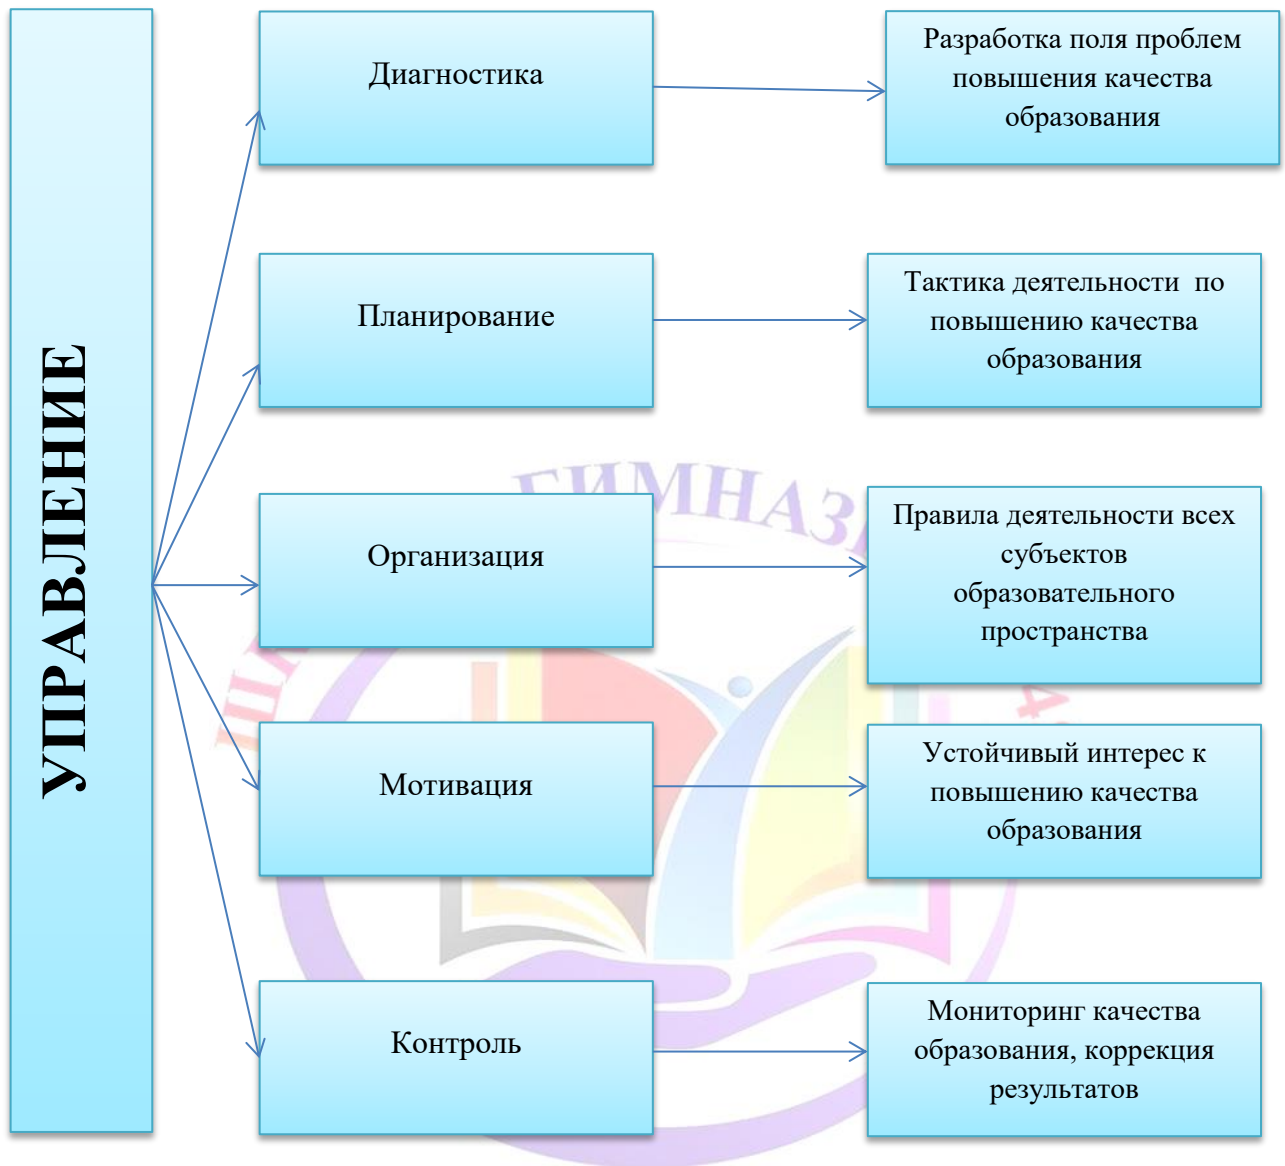 УПРАВЛЕНИЕ
Диагностика
Разработка поля проблем
повышения качества
образования
Планирование
Тактика деятельности по
повышению качества
образования
Организация
Правила деятельности всех
субъектов
образовательного
пространства
Мотивация
Устойчивый интерес к
повышению качества
образования
Контроль
Мониторинг качества
образования, коррекция
результатов